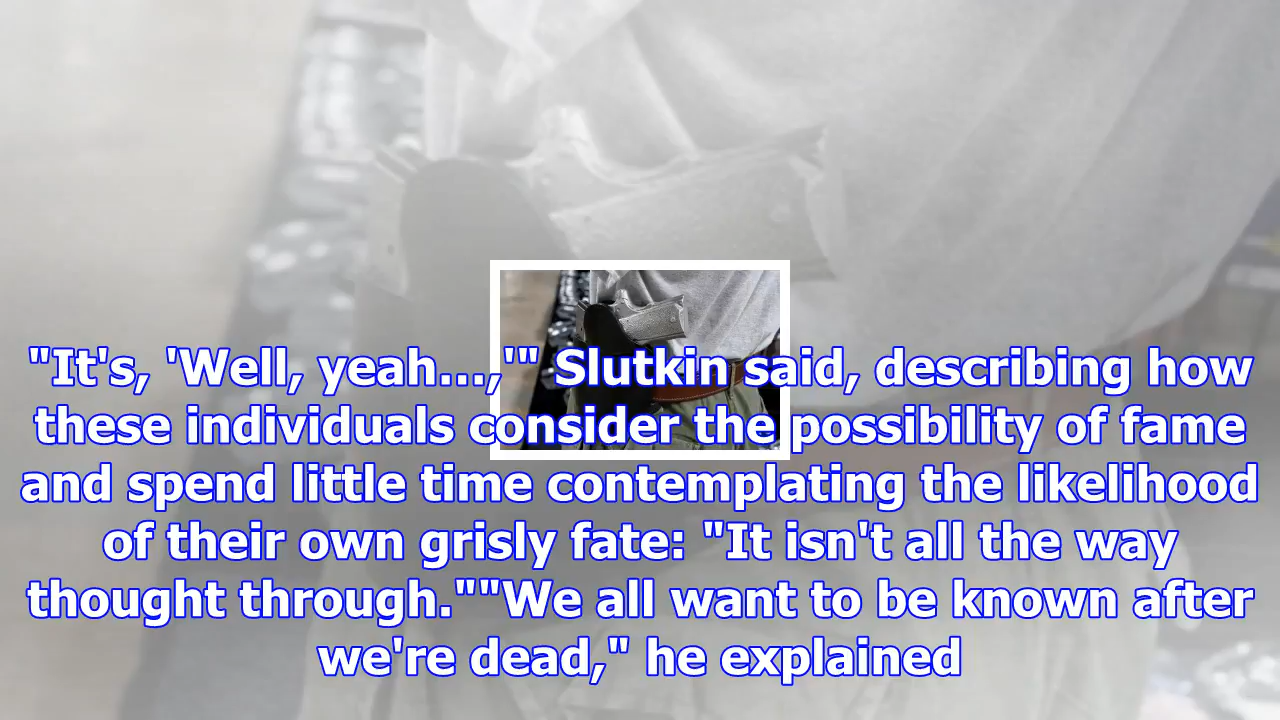 "It's, 'Well, yeah...,'" Slutkin said, describing how
these individuals consider the possibility of fame
and spend little time contemplating the likelihood
of their own grisly fate: "It isn't all the way
thought through.""We all want to be known after
we're dead," he explained